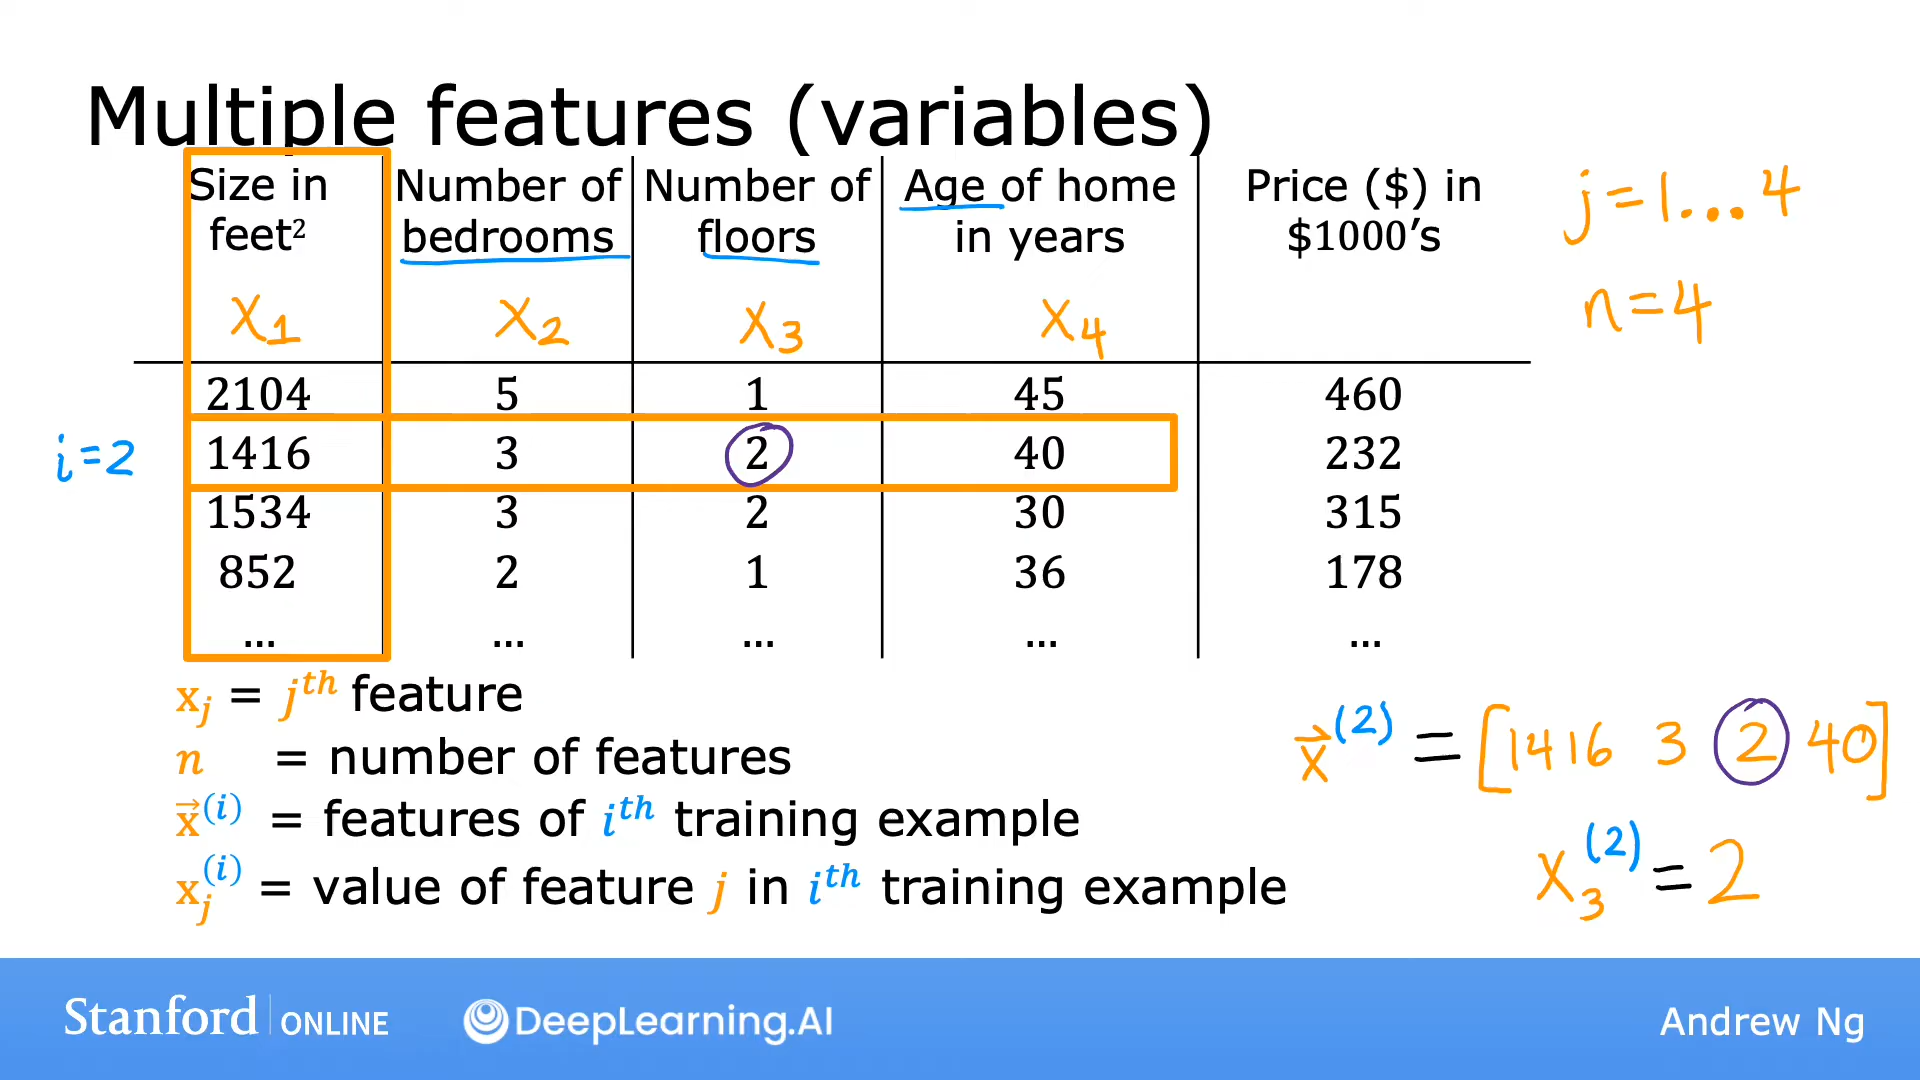 Multiple features (variables)
Size in feet² Number of bedrooms Number of floors Age of home in years Price ($) in $1000’s
j=1...4
X₁ X₂ X₃ X₄
n=4
2104 5 1 45 460
i=2 1416 3 2 40 232
1534 3 2 30 315
852 2 1 36 178
... ... ... ... ...
xⱼ = jᵗʰ feature
n = number of features
x⃗⁽²⁾ = [1416 3 2 40]
x⃗⁽ⁱ⁾ = features of iᵗʰ training example
xⱼ⁽ⁱ⁾ = value of feature j in iᵗʰ training example
x₃⁽²⁾ = 2
Stanford ONLINE DeepLearning.AI Andrew Ng